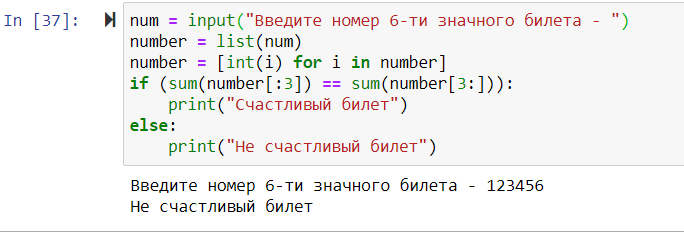 In [37]: num = input("Введите номер 6-ти значного билета - ")
number = list(num)
number = [int(i) for i in number]
if (sum(number[:3]) == sum(number[3:])):
    print("Счастливый билет")
else:
    print("Не счастливый билет")
Введите номер 6-ти значного билета - 123456
Не счастливый билет